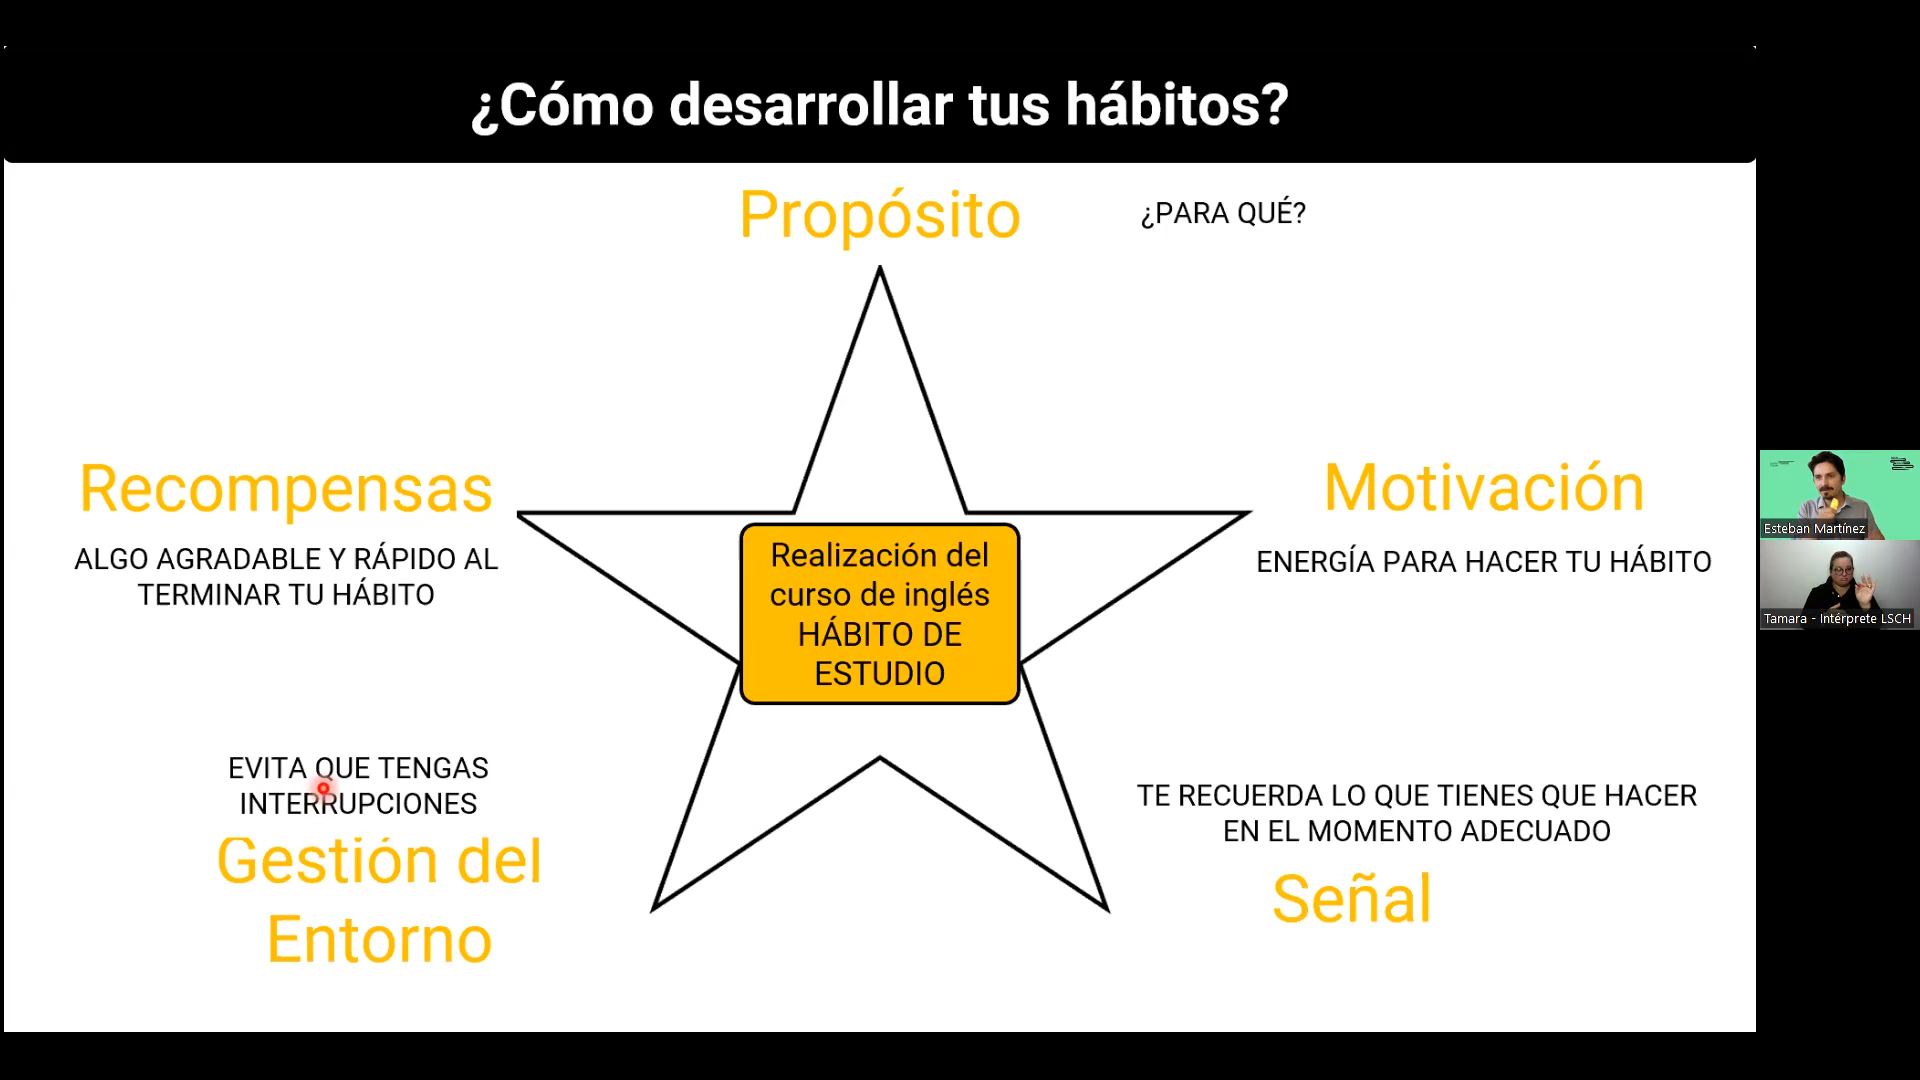 ¿Cómo desarrollar tus hábitos?
Propósito
¿PARA QUÉ?
Recompensas
ALGO AGRADABLE Y RÁPIDO AL
TERMINAR TU HÁBITO
Motivación
ENERGÍA PARA HACER TU HÁBITO
Realización del
curso de inglés
HÁBITO DE
ESTUDIO
EVITA QUE TENGAS
INTERRUPCIONES
Gestión del
Entorno
TE RECUERDA LO QUE TIENES QUE HACER
EN EL MOMENTO ADECUADO
Señal
Esteban Martínez
Tamara - Intérprete LSCH